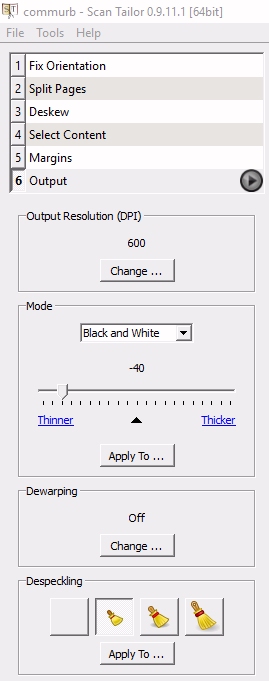 commurb - Scan Tailor 0.9.11.1 [64bit]
File Tools Help
1 Fix Orientation
2 Split Pages
3 Deskew
4 Select Content
5 Margins
6 Output
Output Resolution (DPI)
600
Change ...
Mode
Black and White
-40
Thinner Thicker
Apply To ...
Dewarping
Off
Change ...
Despeckling
Apply To ...